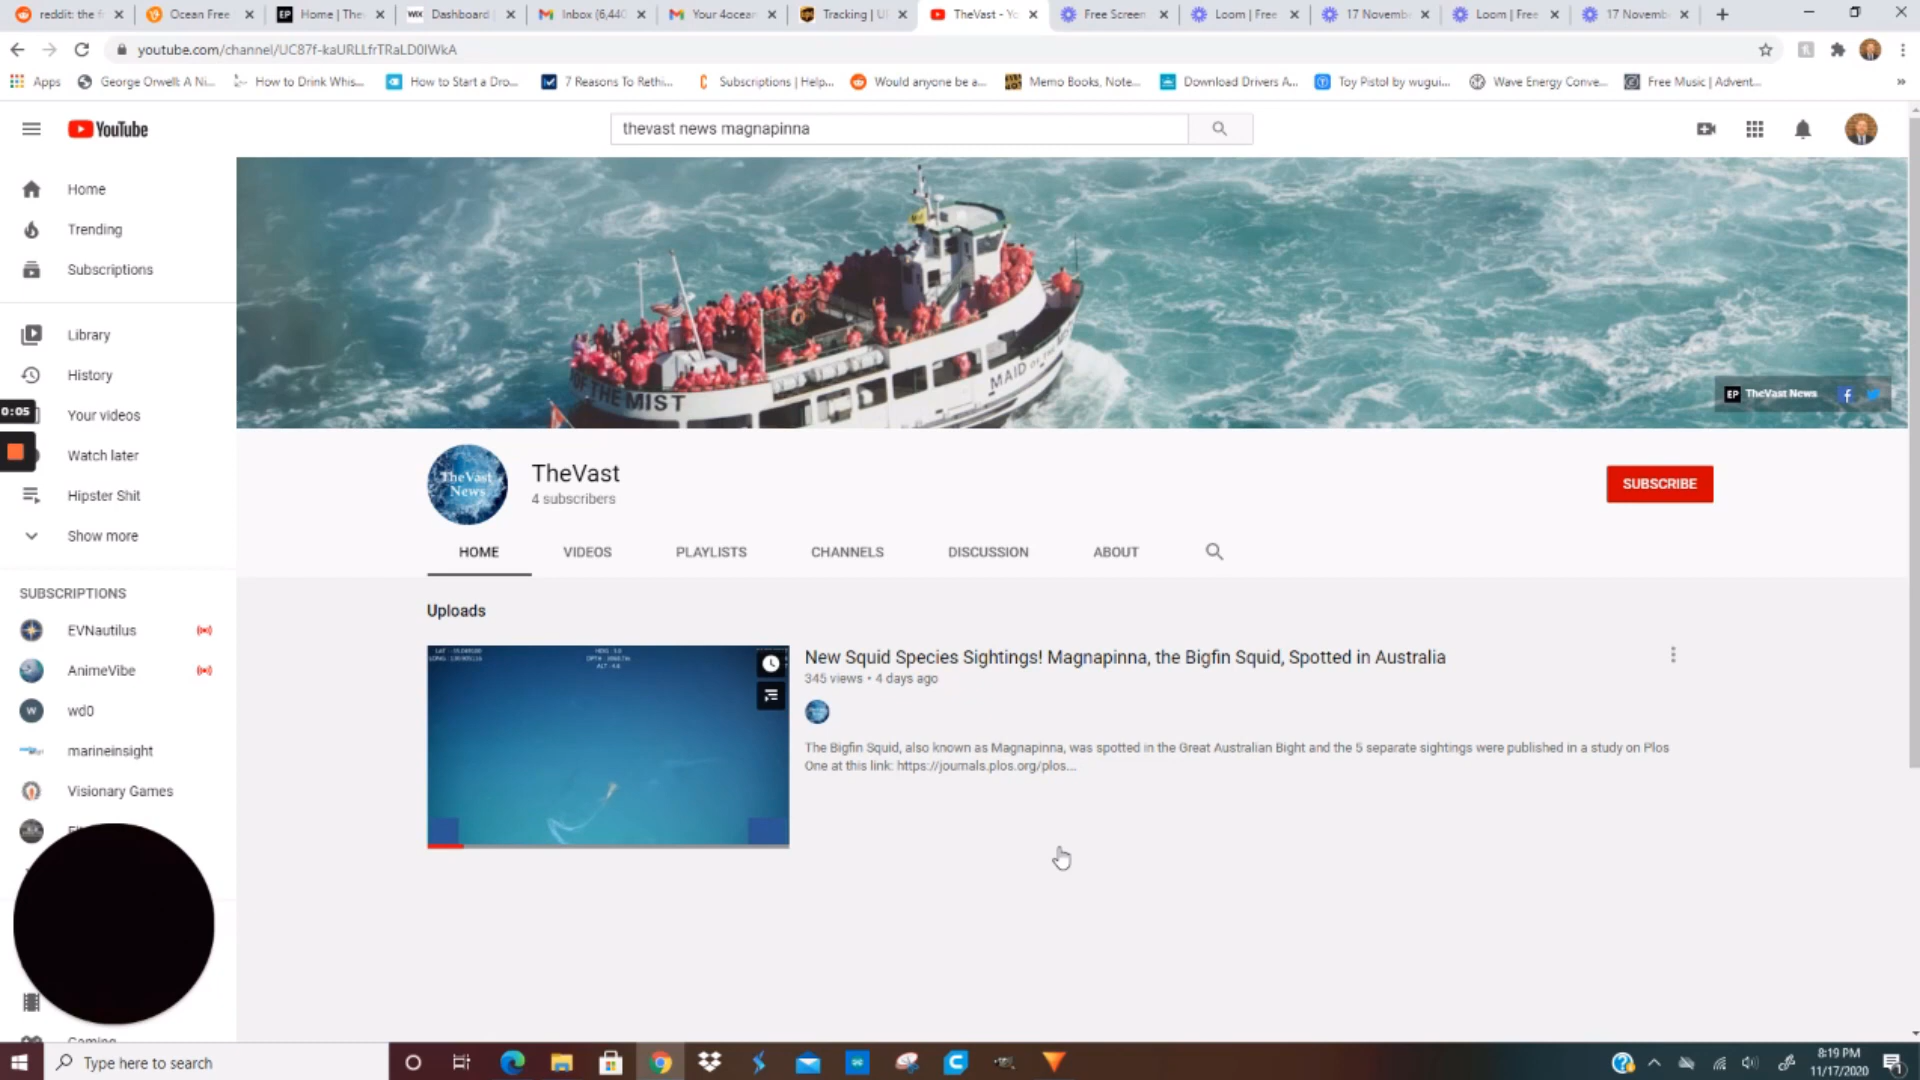 reddit: the f
Ocean Free
EP Home | The
WIX Dashboard
Inbox (6,440
Your 4ocean
Tracking | U
TheVast - Yo
Free Screen
Loom | Free
17 Novemb
Loom | Free
17 Novemb
youtube.com/channel/UC87f-kaURLLfrTRaLD0IWkA
Apps
George Orwell: A Ni...
How to Drink Whis...
How to Start a Dro...
7 Reasons To Rethi...
Subscriptions | Help...
Would anyone be a...
Memo Books, Note...
Download Drivers A...
Toy Pistol by wugui...
Wave Energy Conve...
Free Music | Advent...
YouTube
thevast news magnapinna
Home
Trending
Subscriptions
Library
History
0:05
Your videos
Watch later
Hipster Shit
Show more
SUBSCRIPTIONS
EVNautilus
AnimeVibe
W wd0
marineinsight
Visionary Games
Gaming
OF THE MIST
MAID OF THE
EP TheVast News
TheVast
News
TheVast
4 subscribers
SUBSCRIBE
HOME
VIDEOS
PLAYLISTS
CHANNELS
DISCUSSION
ABOUT
Uploads
New Squid Species Sightings! Magnapinna, the Bigfin Squid, Spotted in Australia
345 views • 4 days ago
The Bigfin Squid, also known as Magnapinna, was spotted in the Great Australian Bight and the 5 separate sightings were published in a study on Plos
One at this link: https://journals.plos.org/plos...
Type here to search
8:19 PM
11/17/2020